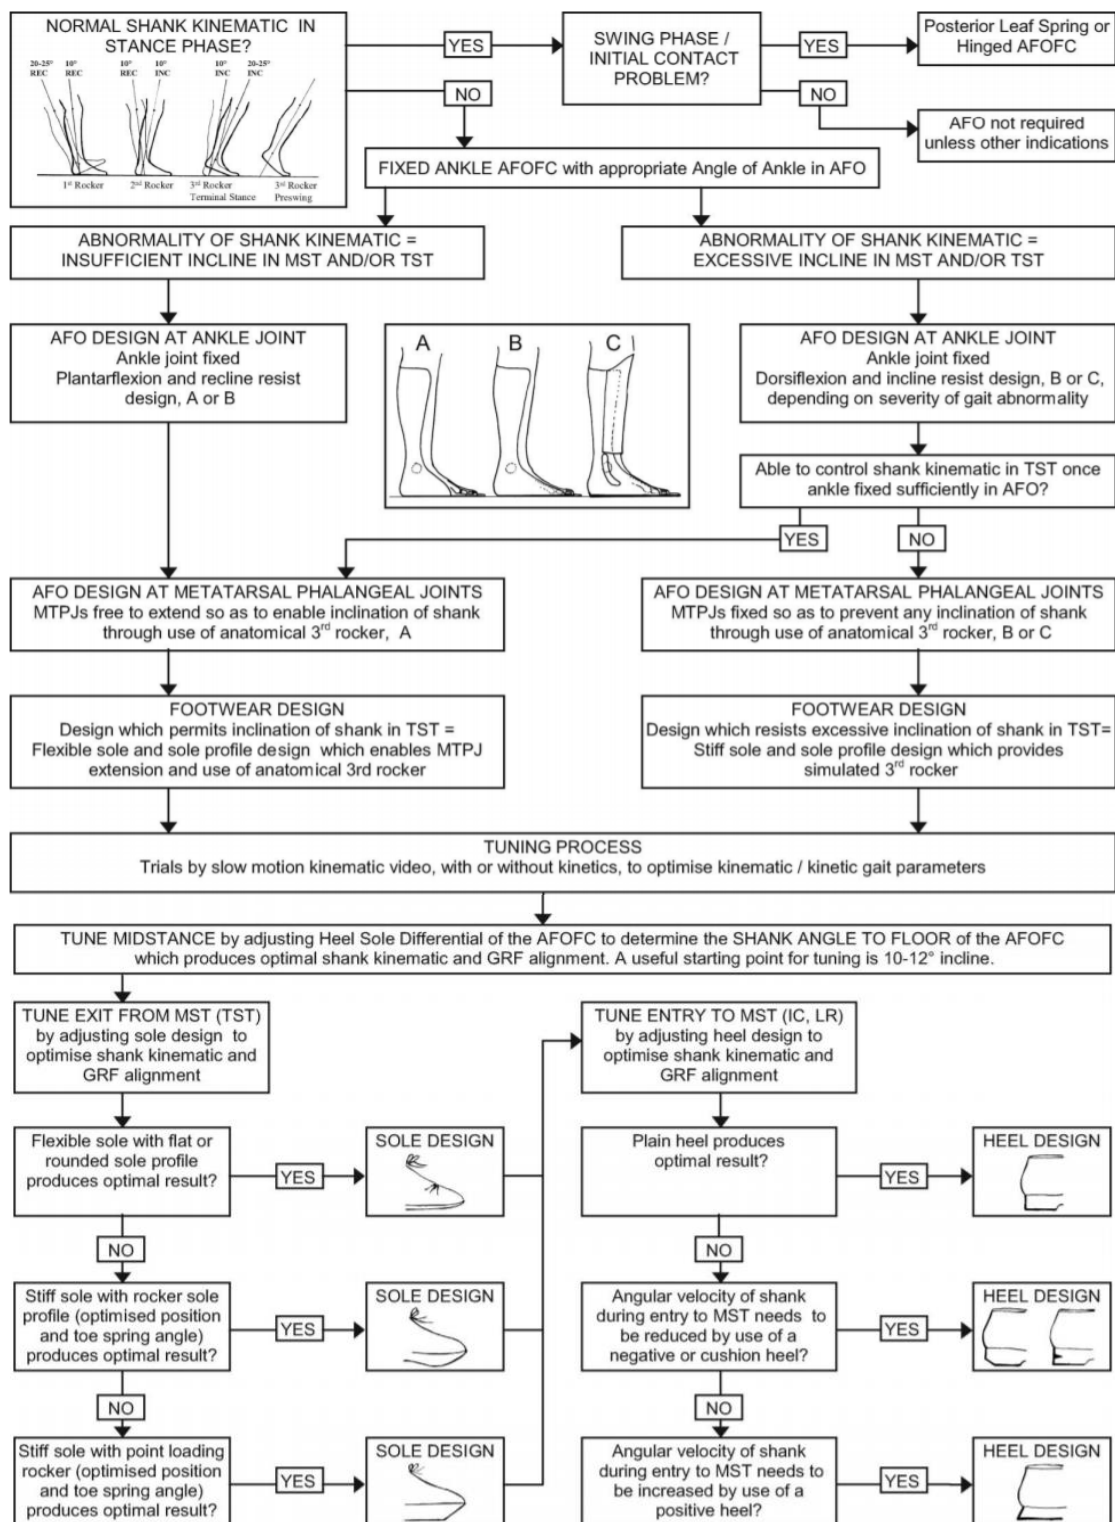 NORMAL SHANK KINEMATIC IN
STANCE PHASE?
20-25° 10° 10° 10° 10° 20-25°
REC REC REC INC INC INC
1st Rocker 2nd Rocker 3rd Rocker 3rd Rocker
Terminal Stance Preswing
YES
NO
SWING PHASE /
INITIAL CONTACT
PROBLEM?
YES
NO
Posterior Leaf Spring or
Hinged AFOFC
AFO not required
unless other indications
FIXED ANKLE AFOFC with appropriate Angle of Ankle in AFO
ABNORMALITY OF SHANK KINEMATIC =
INSUFFICIENT INCLINE IN MST AND/OR TST
ABNORMALITY OF SHANK KINEMATIC =
EXCESSIVE INCLINE IN MST AND/OR TST
AFO DESIGN AT ANKLE JOINT
Ankle joint fixed
Plantarflexion and recline resist
design, A or B
A B C
AFO DESIGN AT ANKLE JOINT
Ankle joint fixed
Dorsiflexion and incline resist design, B or C,
depending on severity of gait abnormality
Able to control shank kinematic in TST once
ankle fixed sufficiently in AFO?
YES
NO
AFO DESIGN AT METATARSAL PHALANGEAL JOINTS
MTPJs free to extend so as to enable inclination of shank
through use of anatomical 3rd rocker, A
AFO DESIGN AT METATARSAL PHALANGEAL JOINTS
MTPJs fixed so as to prevent any inclination of shank
through use of anatomical 3rd rocker, B or C
FOOTWEAR DESIGN
Design which permits inclination of shank in TST =
Flexible sole and sole profile design which enables MTPJ
extension and use of anatomical 3rd rocker
FOOTWEAR DESIGN
Design which resists excessive inclination of shank in TST=
Stiff sole and sole profile design which provides
simulated 3rd rocker
TUNING PROCESS
Trials by slow motion kinematic video, with or without kinetics, to optimise kinematic / kinetic gait parameters
TUNE MIDSTANCE by adjusting Heel Sole Differential of the AFOFC to determine the SHANK ANGLE TO FLOOR of the AFOFC
which produces optimal shank kinematic and GRF alignment. A useful starting point for tuning is 10-12° incline.
TUNE EXIT FROM MST (TST)
by adjusting sole design to
optimise shank kinematic and
GRF alignment
TUNE ENTRY TO MST (IC, LR)
by adjusting heel design to
optimise shank kinematic and
GRF alignment
Flexible sole with flat or
rounded sole profile
produces optimal result?
YES
SOLE DESIGN
Plain heel produces
optimal result?
YES
HEEL DESIGN
NO
NO
Stiff sole with rocker sole
profile (optimised position
and toe spring angle)
produces optimal result?
YES
SOLE DESIGN
Angular velocity of shank
during entry to MST needs to
be reduced by use of a
negative or cushion heel?
YES
HEEL DESIGN
NO
NO
Stiff sole with point loading
rocker (optimised position
and toe spring angle)
produces optimal result?
YES
SOLE DESIGN
Angular velocity of shank
during entry to MST needs to
be increased by use of a
positive heel?
YES
HEEL DESIGN